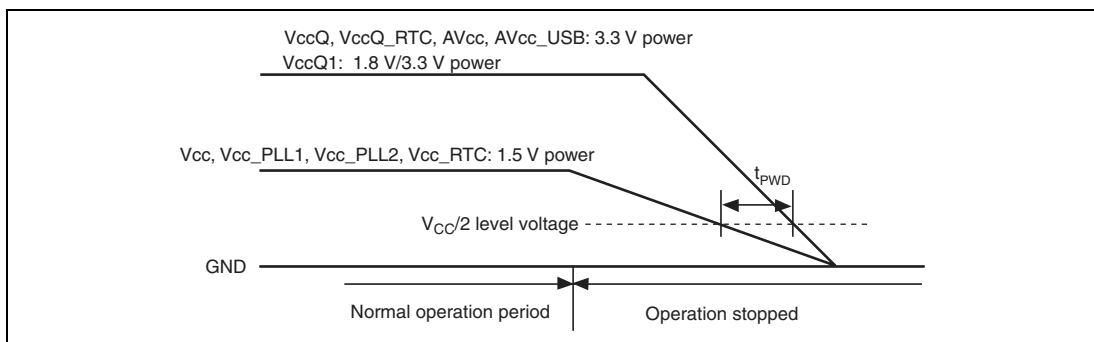 VccQ, VccQ_RTC, AVcc, AVcc_USB: 3.3 V power
VccQ1: 1.8 V/3.3 V power
Vcc, Vcc_PLL1, Vcc_PLL2, Vcc_RTC: 1.5 V power
tPWD
VCC/2 level voltage
GND
Normal operation period
Operation stopped